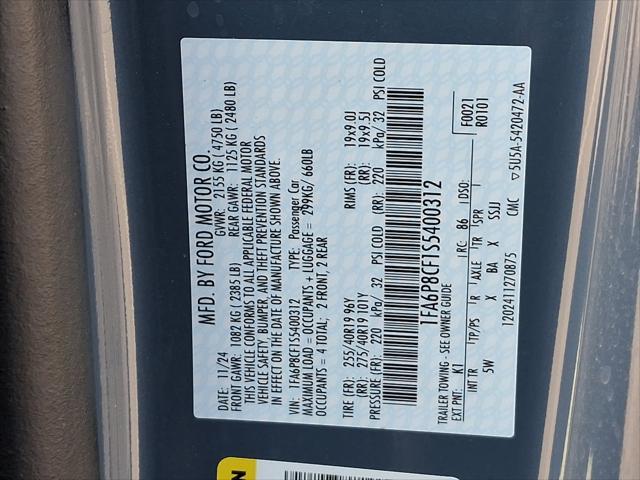 MFD. BY FORD MOTOR CO.
11/24 GVWR: 2155 KG ( 4750 LB)
FRONT GAWR: 1082 KG (2385 LB) REAR GAWR: 1125 KG ( 2480 LB)
THIS VEHICLE CONFORMS TO ALL APPLICABLE FEDERAL MOTOR
VEHICLE SAFETY, BUMPER, AND THEFT PREVENTION STANDARDS
IN EFFECT ON THE DATE OF MANUFACTURE SHOWN ABOVE.
VIN: 1FA6P8CF1S5400312 TYPE: Passenger Car
MAXIMUM LOAD = OCCUPANTS + LUGGAGE = 299KG/ 660LB
OCCUPANTS = 4 TOTAL; 2 FRONT, 2 REAR
TIRE (FR): 255/40R19 96Y RIMS (FR): 19x9.0J
(RR): 275/40R19 101Y (RR): 19x9.5J
PRESSURE (FR): 220 kPa/ 32 PSI COLD (RR): 220 kPa/ 32 PSI COLD
1FA6P8CF1S5400312
TRAILER TOWING - SEE OWNER GUIDE
F0021
EXT PNT: K1 RC: 86 DSO: R0101
INT TR TP/PS R AXLE TR SPR
5W X BA X SSJJ
1202411270875 CMC ▽5U5A-5420472-AA